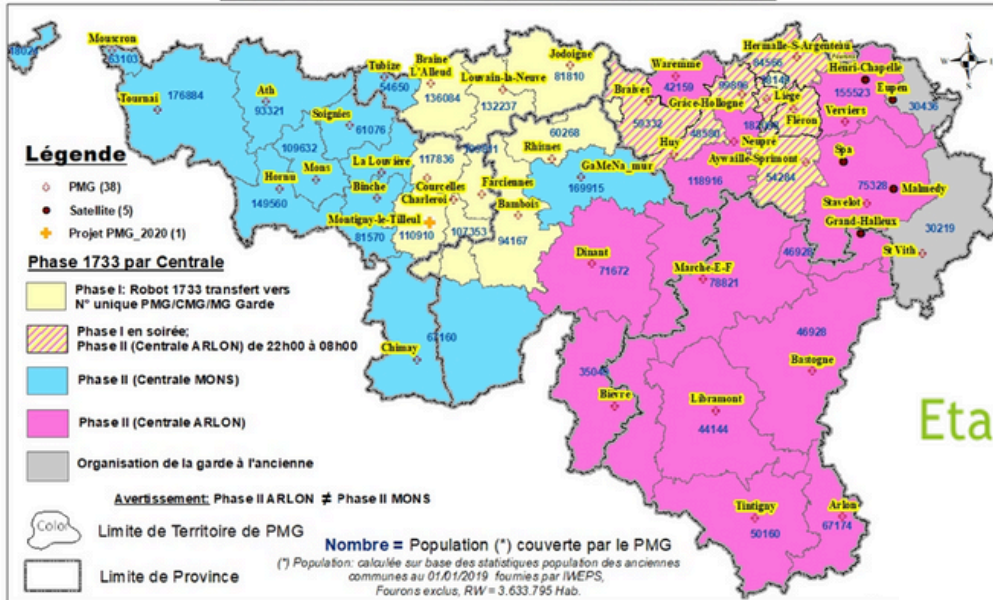 Légende
PMG (38)
Satellite (5)
Projet PMG_2020 (1)
Phase 1733 par Centrale
Phase I: Robot 1733 transfert vers
N° unique PMG/CMG/MG Garde
Phase I en soirée;
Phase II (Centrale ARLON) de 22h00 à 08h00
Phase II (Centrale MONS)
Phase II (Centrale ARLON)
Organisation de la garde à l'ancienne
Avertissement: Phase II ARLON ≠ Phase II MONS
Color
Limite de Territoire de PMG
Limite de Province
Nombre = Population (*) couverte par le PMG
(*) Population: calculée sur base des statistiques population des anciennes
communes au 01/01/2019 fournies par IWEPS,
Fourons exclus, RW = 3.633.795 Hab.
Mouscron
53103
Tournai
176884
Ath
93321
Soignies
61076
109632
Mons
Hornu
149560
La Louvière
Binche
Montigny-le-Tilleul
81570
110910
Tubize
54650
Braine
L'Alleud
136084
Louvain-la-Neuve
132237
Jodoigne
81810
117836
Courcelles
Charleroi
Farciennes
107353
Bambois
94167
60268
Rhisnes
GaMeNa_mur
169915
Chimay
Waremme
42159
Braives
59332
Hermalle-S-Argenteau
84566
Grâce-Hollogne
48580
Liège
Fléron
Neupré
Huy
118916
Aywaille-Sprimont
54284
Henri-Chapelle
155523
Eupen
30436
Verviers
Spa
75328
Malmedy
Stavelot
Grand-Halleux
30219
St Vith
Dinant
71672
Marche-E-F
78821
46928
46928
Bastogne
Bievre
Libramont
44144
Tintigny
50160
Arlon
67174
N
W
Eta